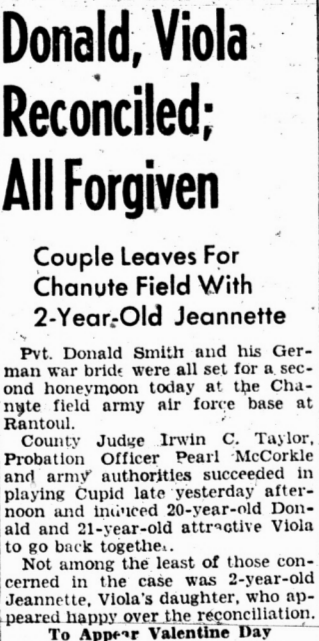 Donald, Viola
Reconciled;
All Forgiven
Couple Leaves For
Chanute Field With
2-Year-Old Jeannette
Pvt. Donald Smith and his Ger-
man war bride were all set for a sec-
ond honeymoon today at the Cha-
nute field army air force base at
Rantoul.
County Judge Irwin C. Taylor,
Probation Officer Pearl McCorkle
and army authorities succeeded in
playing Cupid late yesterday after-
noon and induced 20-year-old Don-
ald and 21-year-old attractive Viola
to go back together.
Not among the least of those con-
cerned in the case was 2-year-old
Jeannette, Viola's daughter, who ap-
peared happy over the reconciliation.
To Appear Valentine Day